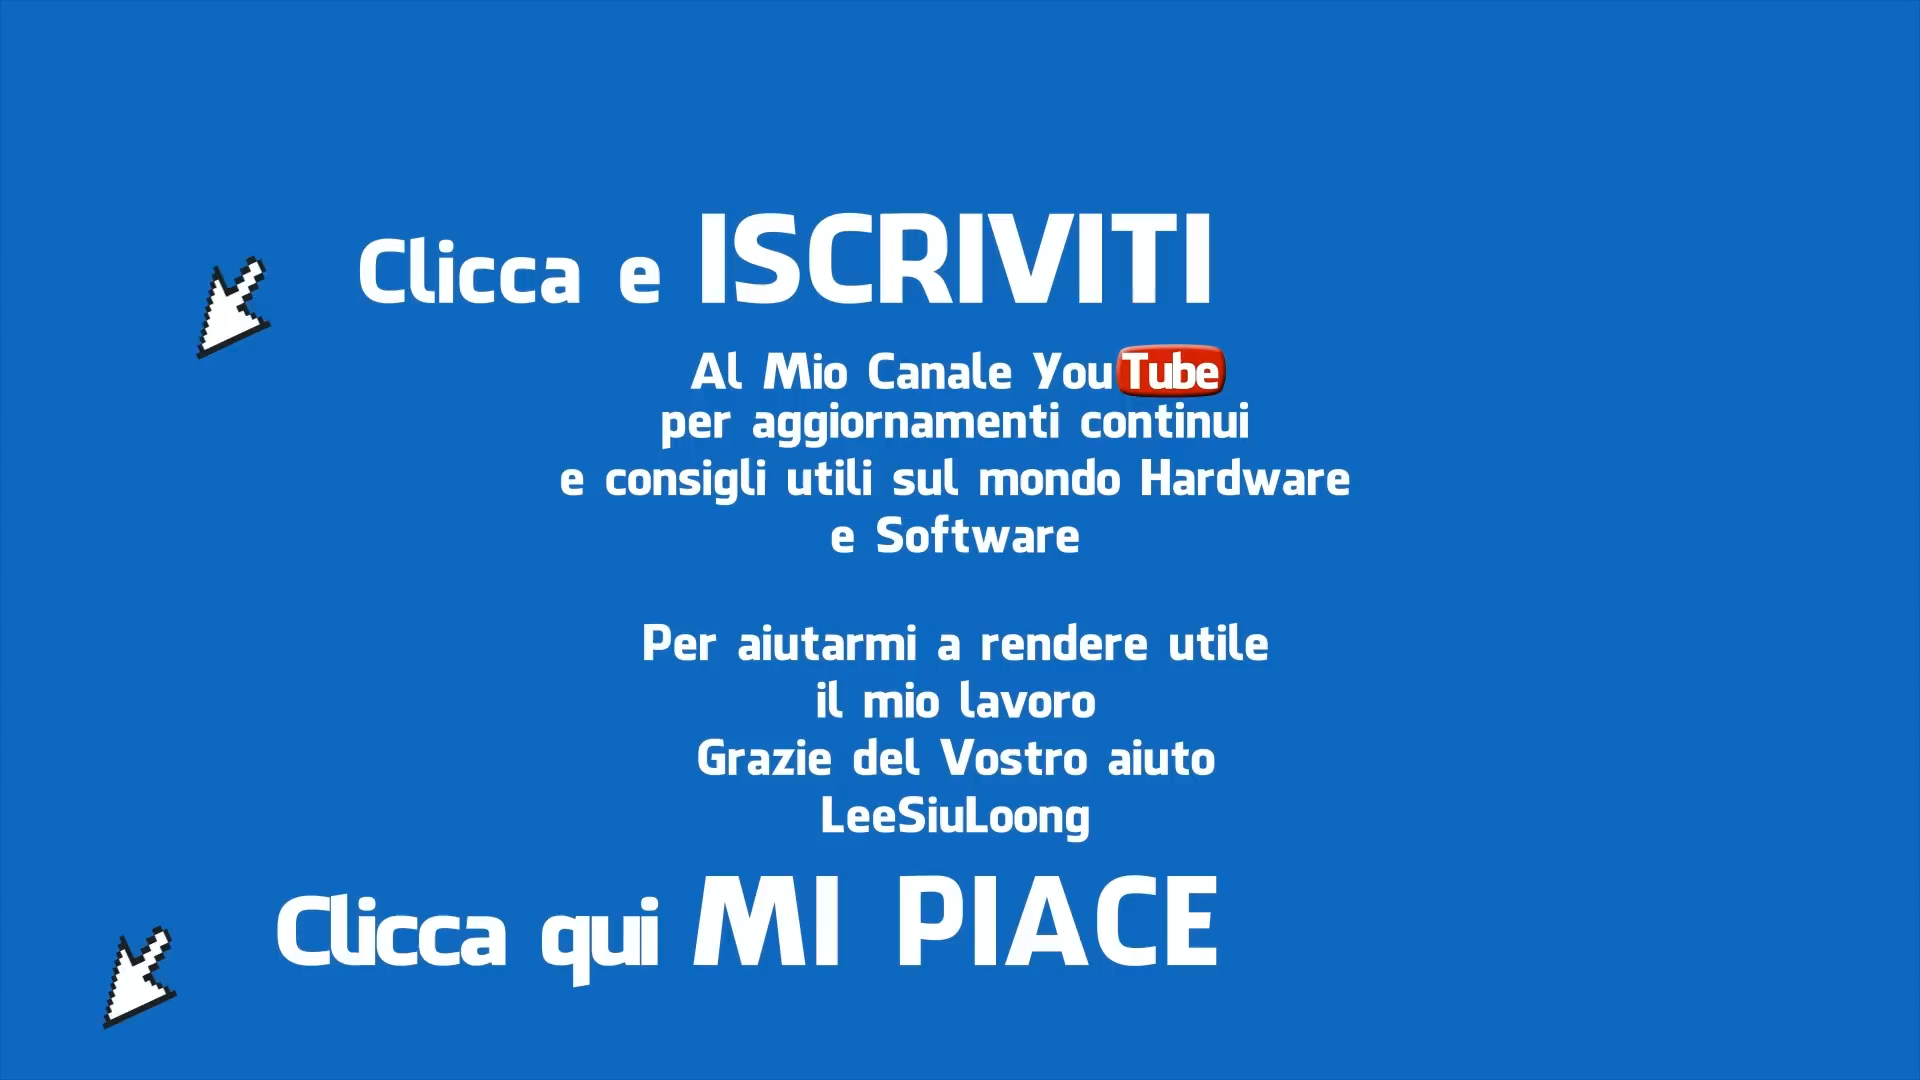 Clicca e ISCRIVITI
Al Mio Canale YouTube
per aggiornamenti continui
e consigli utili sul mondo Hardware
e Software
Per aiutarmi a rendere utile
il mio lavoro
Grazie del Vostro aiuto
LeeSiuLoong
Clicca qui MI PIACE